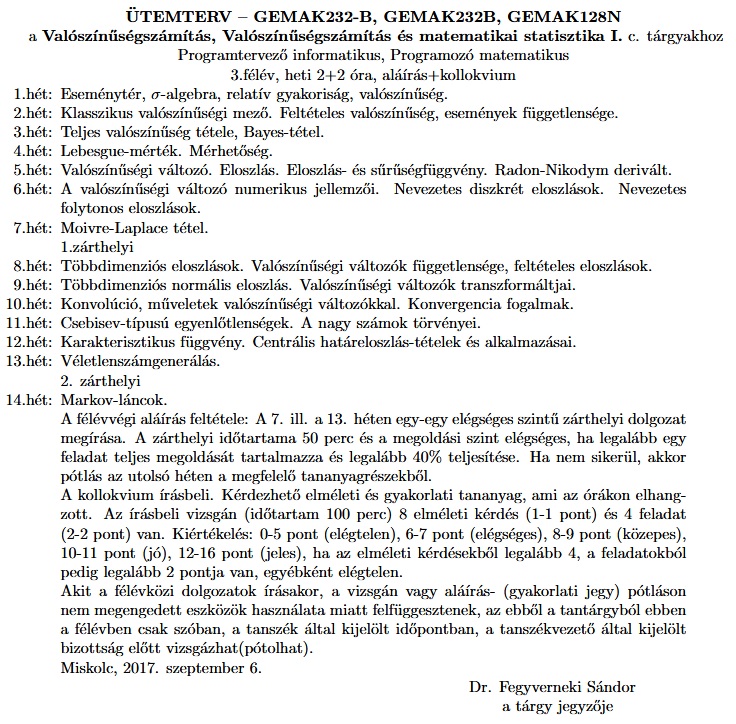 ÜTEMTERV – GEMAK232-B, GEMAK232B, GEMAK128N
a Valószínűségszámítás, Valószínűségszámítás és matematikai statisztika I. c. tárgyakhoz
Programtervező informatikus, Programozó matematikus
3.félév, heti 2+2 óra, aláírás+kollokvium
1.hét: Eseménytér, σ-algebra, relatív gyakoriság, valószínűség.
2.hét: Klasszikus valószínűségi mező. Feltételes valószínűség, események függetlensége.
3.hét: Teljes valószínűség tétele, Bayes-tétel.
4.hét: Lebesgue-mérték. Mérhetőség.
5.hét: Valószínűségi változó. Eloszlás. Eloszlás- és sűrűségfüggvény. Radon-Nikodym derivált.
6.hét: A valószínűségi változó numerikus jellemzői. Nevezetes diszkrét eloszlások. Nevezetes
folytonos eloszlások.
7.hét: Moivre-Laplace tétel.
1.zárthelyi
8.hét: Többdimenziós eloszlások. Valószínűségi változók függetlensége, feltételes eloszlások.
9.hét: Többdimenziós normális eloszlás. Valószínűségi változók transzformáltjai.
10.hét: Konvolúció, műveletek valószínűségi változókkal. Konvergencia fogalmak.
11.hét: Csebisev-típusú egyenlőtlenségek. A nagy számok törvényei.
12.hét: Karakterisztikus függvény. Centrális határeloszlás-tételek és alkalmazásai.
13.hét: Véletlenszámgenerálás.
2. zárthelyi
14.hét: Markov-láncok.
A félévvégi aláírás feltétele: A 7. ill. a 13. héten egy-egy elégséges szintű zárthelyi dolgozat
megírása. A zárthelyi időtartama 50 perc és a megoldási szint elégséges, ha legalább egy
feladat teljes megoldását tartalmazza és legalább 40% teljesítése. Ha nem sikerül, akkor
pótlás az utolsó héten a megfelelő tananyagrészekből.
A kollokvium írásbeli. Kérdezhető elméleti és gyakorlati tananyag, ami az órákon elhang-
zott. Az írásbeli vizsgán (időtartam 100 perc) 8 elméleti kérdés (1-1 pont) és 4 feladat
(2-2 pont) van. Kiértékelés: 0-5 pont (elégtelen), 6-7 pont (elégséges), 8-9 pont (közepes),
10-11 pont (jó), 12-16 pont (jeles), ha az elméleti kérdésekből legalább 4, a feladatokból
pedig legalább 2 pontja van, egyébként elégtelen.
Akit a félévközi dolgozatok írásakor, a vizsgán vagy aláírás- (gyakorlati jegy) pótláson
nem megengedett eszközök használata miatt felfüggesztenek, az ebből a tantárgyból ebben
a félévben csak szóban, a tanszék által kijelölt időpontban, a tanszékvezető által kijelölt
bizottság előtt vizsgázhat(pótolhat).
Miskolc, 2017. szeptember 6.
Dr. Fegyverneki Sándor
a tárgy jegyzője